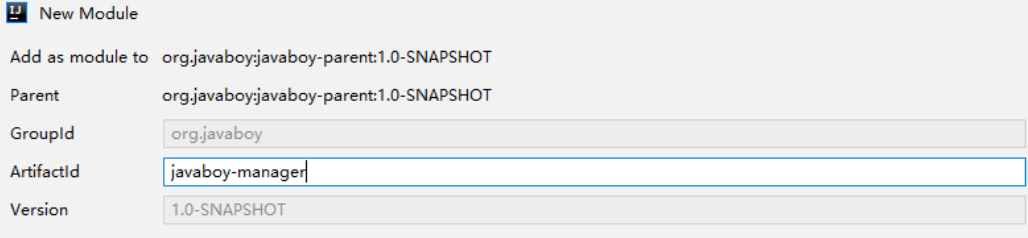 IJ New Module
Add as module to org.javaboy:javaboy-parent:1.0-SNAPSHOT
Parent org.javaboy:javaboy-parent:1.0-SNAPSHOT
GroupId org.javaboy
ArtifactId javaboy-manager
Version 1.0-SNAPSHOT